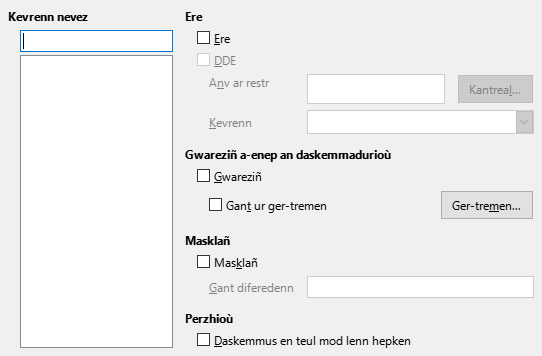 Kevrenn nevez
Ere
Ere
DDE
Anv ar restr
Kantreal...
Kevrenn
Gwareziñ a-enep an daskemmadurioù
Gwareziñ
Gant ur ger-tremen
Ger-tremen...
Masklañ
Masklañ
Gant diferedenn
Perzhioù
Daskemmus en teul mod lenn hepken